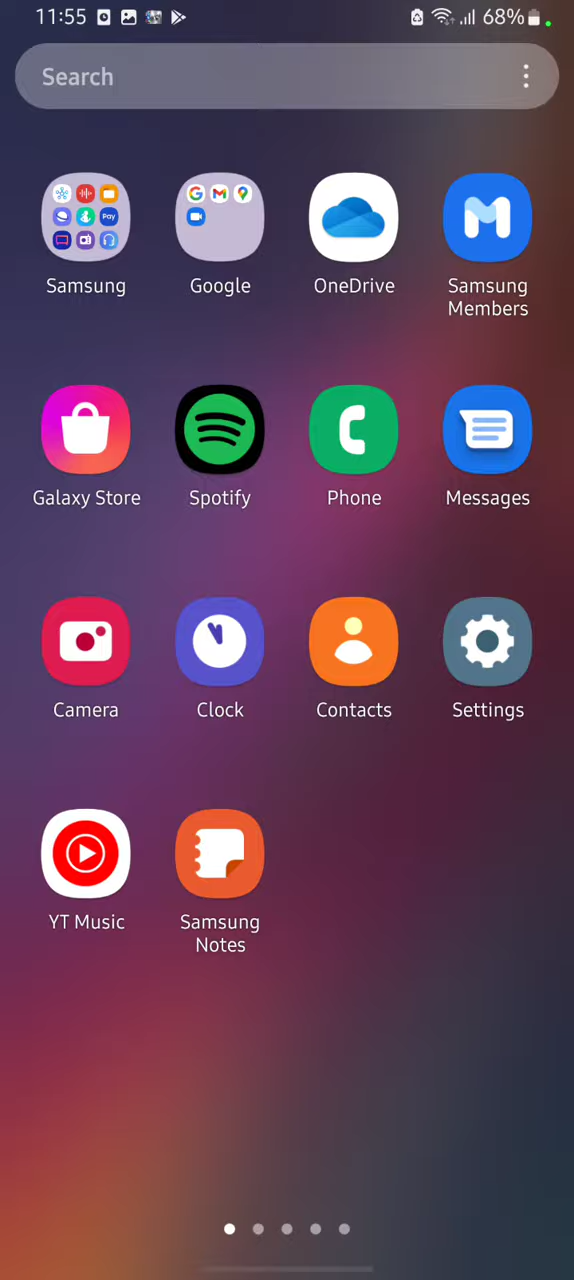 11:55
68%
Search
Pay
Samsung
Google
OneDrive
Samsung
Members
Galaxy Store
Spotify
Phone
Messages
Camera
Clock
Contacts
Settings
YT Music
Samsung
Notes